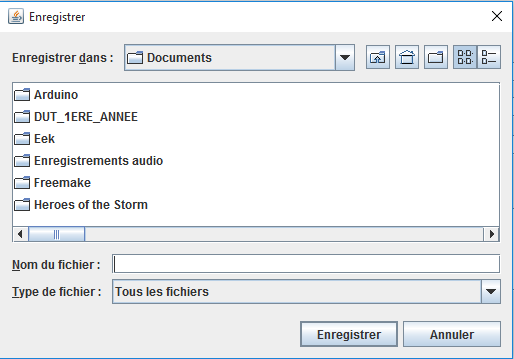 Enregistrer
Enregistrer dans : Documents
Arduino
DUT_1ERE_ANNEE
Eek
Enregistrements audio
Freemake
Heroes of the Storm
Nom du fichier :
Type de fichier : Tous les fichiers
Enregistrer Annuler